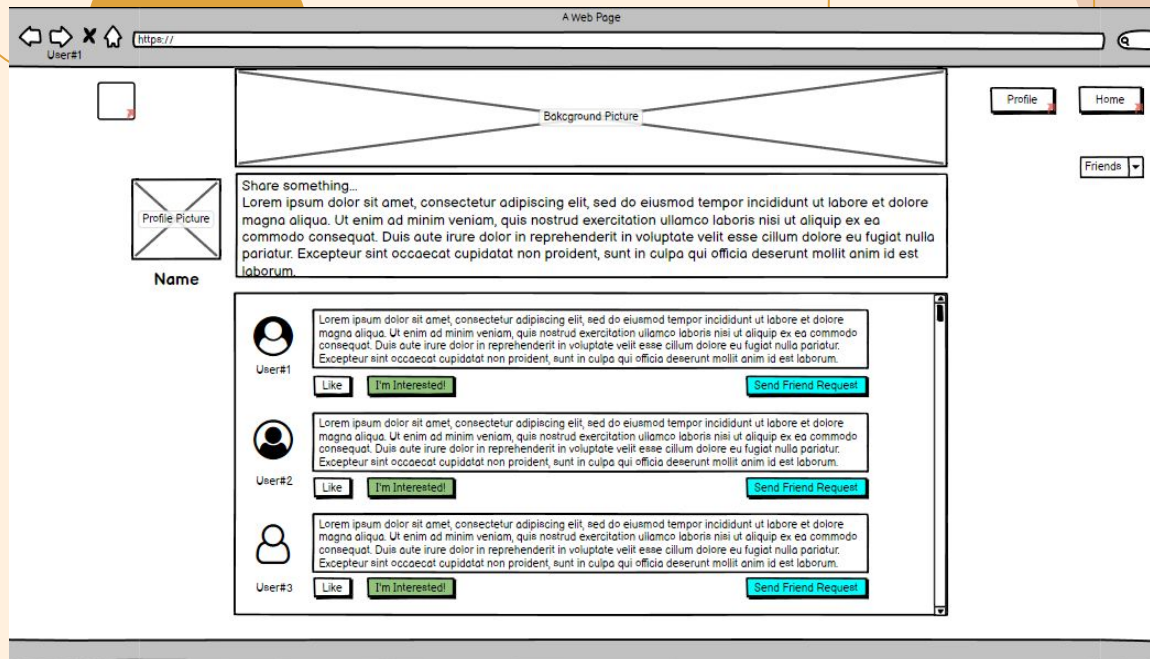 A Web Page
https://
User#1
Profile
Home
Bakcground Picture
Friends
Profile Picture
Name
Share something...
Lorem ipsum dolor sit amet, consectetur adipiscing elit, sed do eiusmod tempor incididunt ut labore et dolore
magna aliqua. Ut enim ad minim veniam, quis nostrud exercitation ullamco laboris nisi ut aliquip ex ea
commodo consequat. Duis aute irure dolor in reprehenderit in voluptate velit esse cillum dolore eu fugiat nulla
pariatur. Excepteur sint occaecat cupidatat non proident, sunt in culpa qui officia deserunt mollit anim id est
laborum.
Lorem ipsum dolor sit amet, consectetur adipiscing elit, sed do eiusmod tempor incididunt ut labore et dolore
magna aliqua. Ut enim ad minim veniam, quis nostrud exercitation ullamco laboris nisi ut aliquip ex ea commodo
consequat. Duis aute irure dolor in reprehenderit in voluptate velit esse cillum dolore eu fugiat nulla pariatur.
Excepteur sint occaecat cupidatat non proident, sunt in culpa qui officia deserunt mollit anim id est laborum.
User#1
Like
I'm Interested!
Send Friend Request
Lorem ipsum dolor sit amet, consectetur adipiscing elit, sed do eiusmod tempor incididunt ut labore et dolore
magna aliqua. Ut enim ad minim veniam, quis nostrud exercitation ullamco laboris nisi ut aliquip ex ea commodo
consequat. Duis aute irure dolor in reprehenderit in voluptate velit esse cillum dolore eu fugiat nulla pariatur.
Excepteur sint occaecat cupidatat non proident, sunt in culpa qui officia deserunt mollit anim id est laborum.
User#2
Like
I'm Interested!
Send Friend Request
Lorem ipsum dolor sit amet, consectetur adipiscing elit, sed do eiusmod tempor incididunt ut labore et dolore
magna aliqua. Ut enim ad minim veniam, quis nostrud exercitation ullamco laboris nisi ut aliquip ex ea commodo
consequat. Duis aute irure dolor in reprehenderit in voluptate velit esse cillum dolore eu fugiat nulla pariatur.
Excepteur sint occaecat cupidatat non proident, sunt in culpa qui officia deserunt mollit anim id est laborum.
User#3
Like
I'm Interested!
Send Friend Request